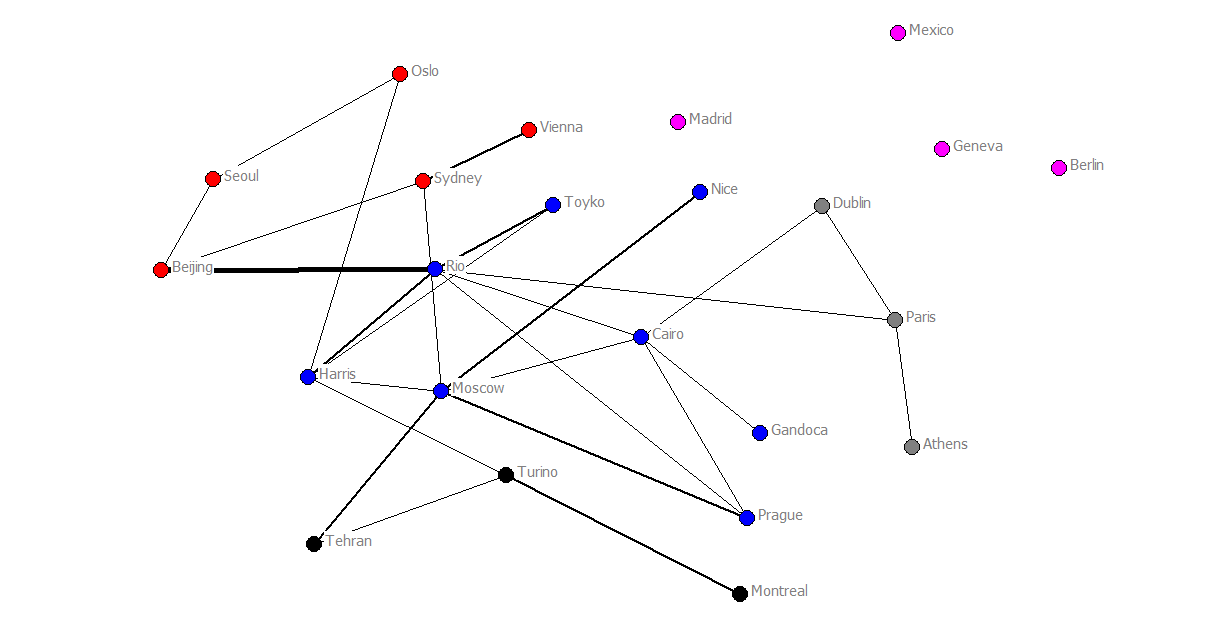 Mexico
Oslo
Madrid
Vienna
Geneva
Berlin
Seoul
Sydney
Nice
Toyko
Dublin
Beijing
Rio
Paris
Cairo
Harris
Moscow
Gandoca
Athens
Turino
Prague
Tehran
Montreal